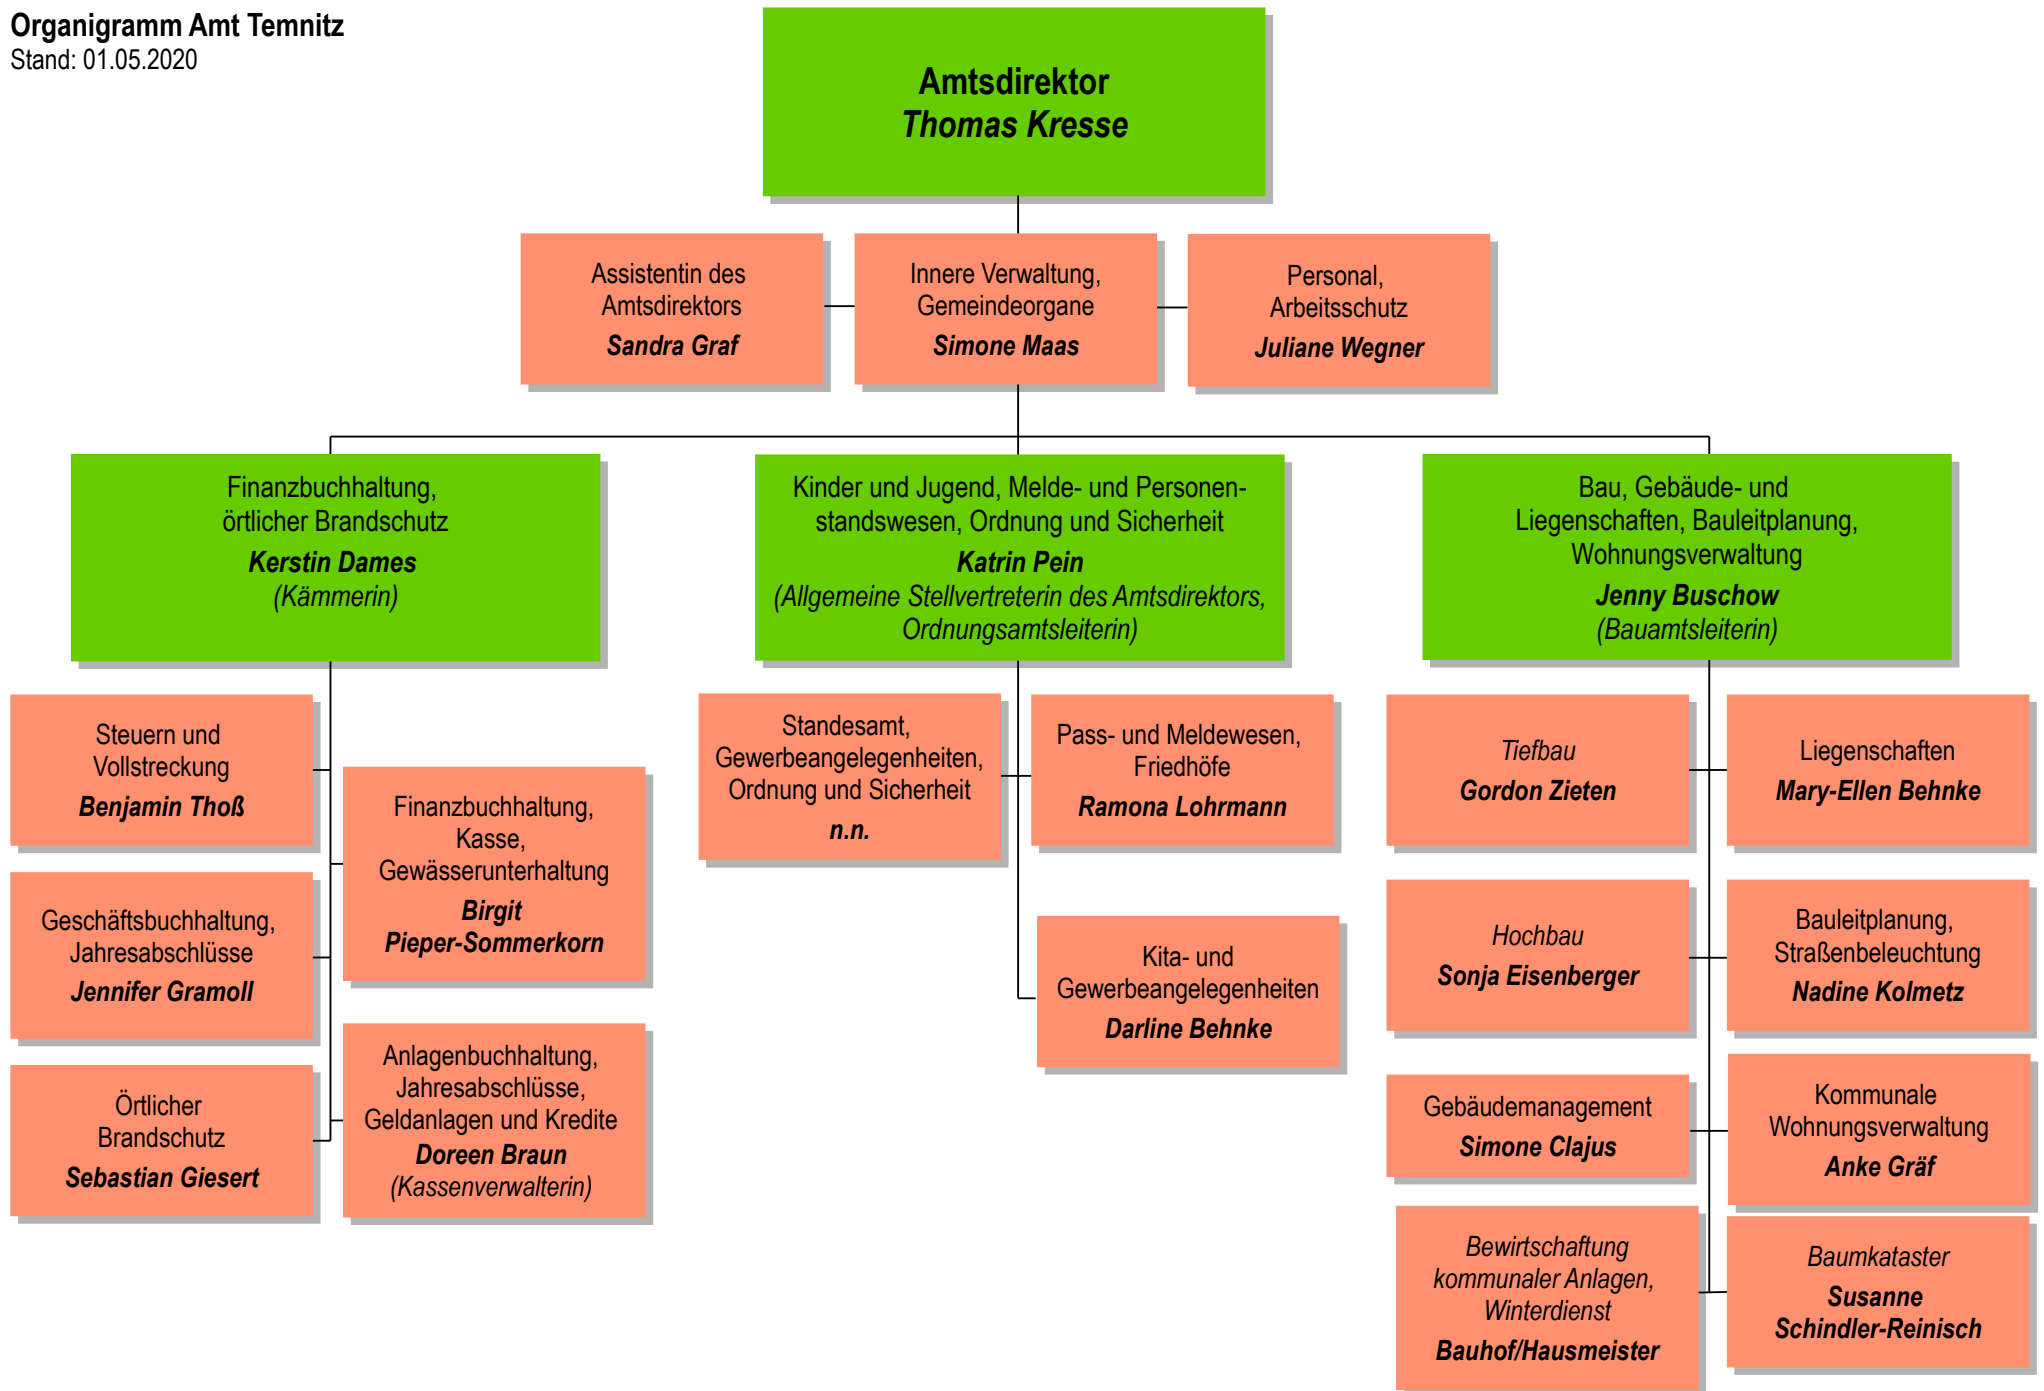 Organigramm Amt Temnitz
Stand: 01.05.2020
Amtsdirektor
Thomas Kresse
Assistentin des
Amtsdirektors
Sandra Graf
Innere Verwaltung,
Gemeindeorgane
Simone Maas
Personal,
Arbeitsschutz
Juliane Wegner
Finanzbuchhaltung,
örtlicher Brandschutz
Kerstin Dames
(Kämmerin)
Kinder und Jugend, Melde- und Personen-
standswesen, Ordnung und Sicherheit
Katrin Pein
(Allgemeine Stellvertreterin des Amtsdirektors,
Ordnungsamtsleiterin)
Bau, Gebäude- und
Liegenschaften, Bauleitplanung,
Wohnungsverwaltung
Jenny Buschow
(Bauamtsleiterin)
Steuern und
Vollstreckung
Benjamin Thoß
Finanzbuchhaltung,
Kasse,
Gewässerunterhaltung
Birgit
Pieper-Sommerkorn
Geschäftsbuchhaltung,
Jahresabschlüsse
Jennifer Gramoll
Anlagenbuchhaltung,
Jahresabschlüsse,
Geldanlagen und Kredite
Doreen Braun
(Kassenverwalterin)
Örtlicher
Brandschutz
Sebastian Giesert
Standesamt,
Gewerbeangelegenheiten,
Ordnung und Sicherheit
n.n.
Pass- und Meldewesen,
Friedhöfe
Ramona Lohrmann
Kita- und
Gewerbeangelegenheiten
Darline Behnke
Tiefbau
Gordon Zieten
Liegenschaften
Mary-Ellen Behnke
Hochbau
Sonja Eisenberger
Bauleitplanung,
Straßenbeleuchtung
Nadine Kolmetz
Gebäudemanagement
Simone Clajus
Kommunale
Wohnungsverwaltung
Anke Gräf
Bewirtschaftung
kommunaler Anlagen,
Winterdienst
Bauhof/Hausmeister
Baumkataster
Susanne
Schindler-Reinisch